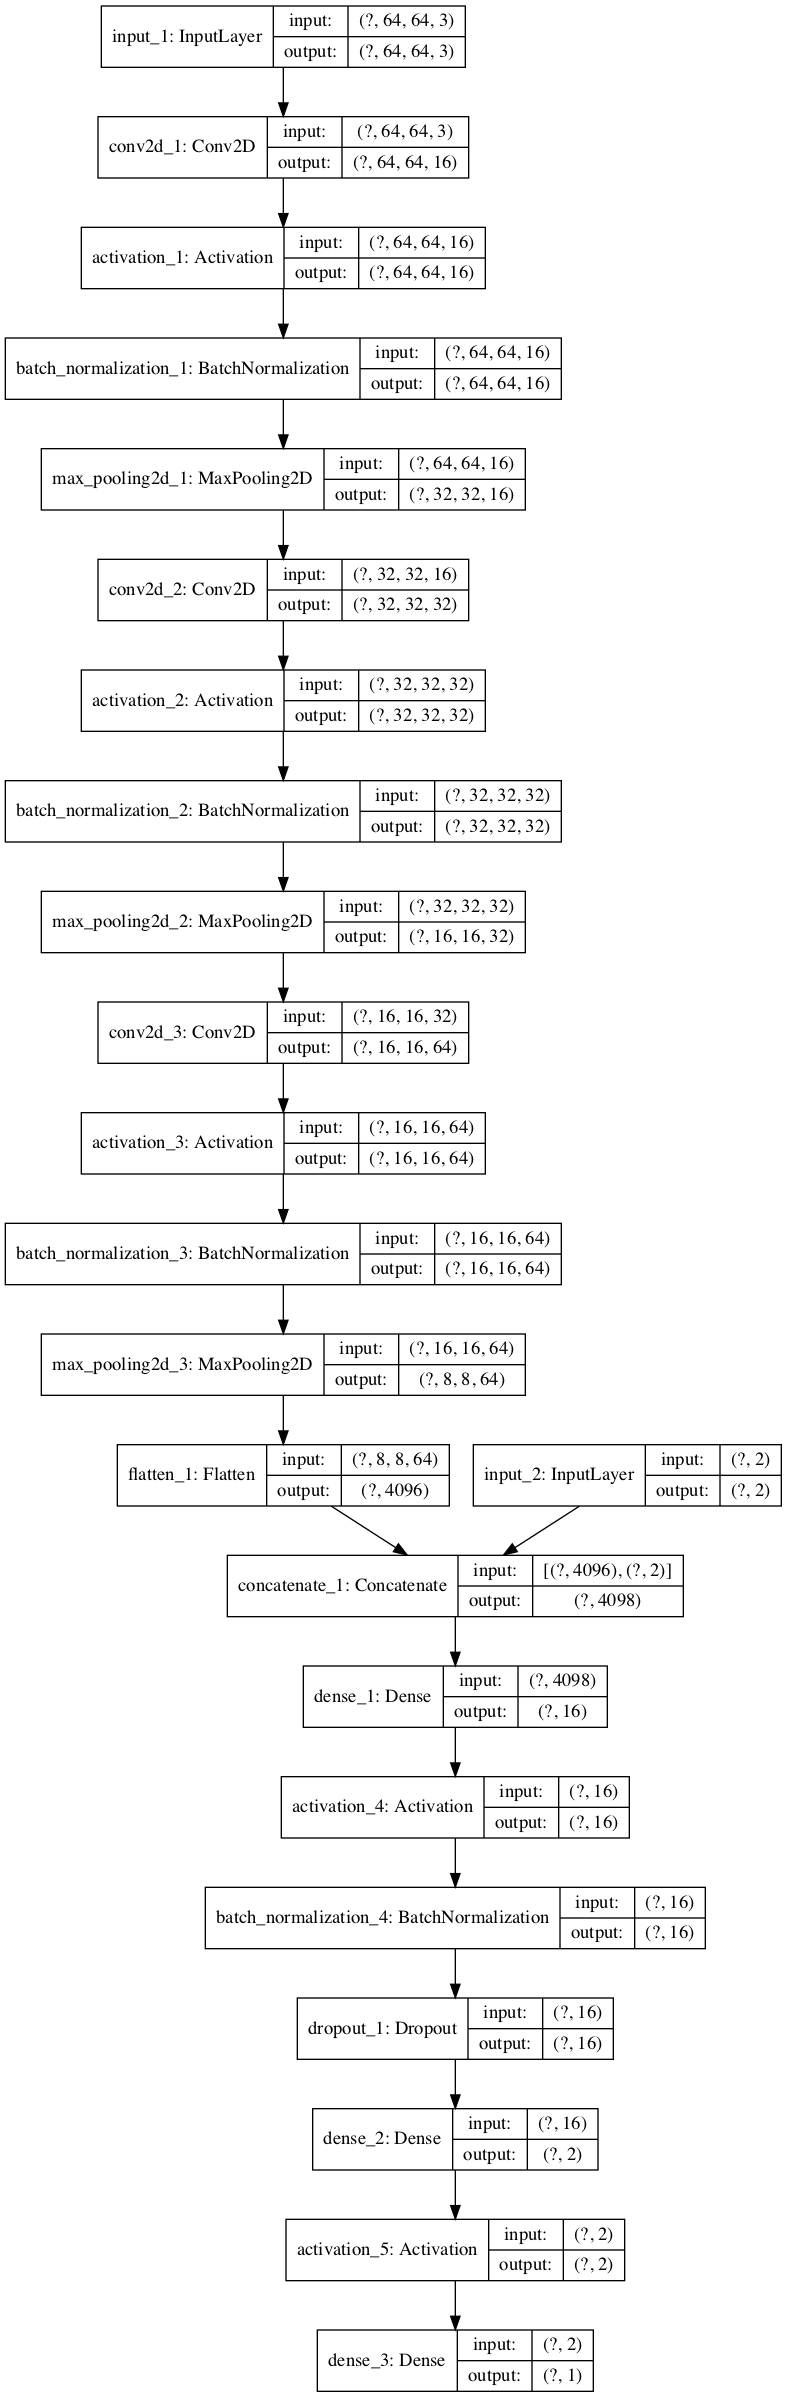 input_1: InputLayer
input: (?, 64, 64, 3)
output: (?, 64, 64, 3)
conv2d_1: Conv2D
input: (?, 64, 64, 3)
output: (?, 64, 64, 16)
activation_1: Activation
input: (?, 64, 64, 16)
output: (?, 64, 64, 16)
batch_normalization_1: BatchNormalization
input: (?, 64, 64, 16)
output: (?, 64, 64, 16)
max_pooling2d_1: MaxPooling2D
input: (?, 64, 64, 16)
output: (?, 32, 32, 16)
conv2d_2: Conv2D
input: (?, 32, 32, 16)
output: (?, 32, 32, 32)
activation_2: Activation
input: (?, 32, 32, 32)
output: (?, 32, 32, 32)
batch_normalization_2: BatchNormalization
input: (?, 32, 32, 32)
output: (?, 32, 32, 32)
max_pooling2d_2: MaxPooling2D
input: (?, 32, 32, 32)
output: (?, 16, 16, 32)
conv2d_3: Conv2D
input: (?, 16, 16, 32)
output: (?, 16, 16, 64)
activation_3: Activation
input: (?, 16, 16, 64)
output: (?, 16, 16, 64)
batch_normalization_3: BatchNormalization
input: (?, 16, 16, 64)
output: (?, 16, 16, 64)
max_pooling2d_3: MaxPooling2D
input: (?, 16, 16, 64)
output: (?, 8, 8, 64)
flatten_1: Flatten
input: (?, 8, 8, 64)
output: (?, 4096)
input_2: InputLayer
input: (?, 2)
output: (?, 2)
concatenate_1: Concatenate
input: [(?, 4096), (?, 2)]
output: (?, 4098)
dense_1: Dense
input: (?, 4098)
output: (?, 16)
activation_4: Activation
input: (?, 16)
output: (?, 16)
batch_normalization_4: BatchNormalization
input: (?, 16)
output: (?, 16)
dropout_1: Dropout
input: (?, 16)
output: (?, 16)
dense_2: Dense
input: (?, 16)
output: (?, 2)
activation_5: Activation
input: (?, 2)
output: (?, 2)
dense_3: Dense
input: (?, 2)
output: (?, 1)